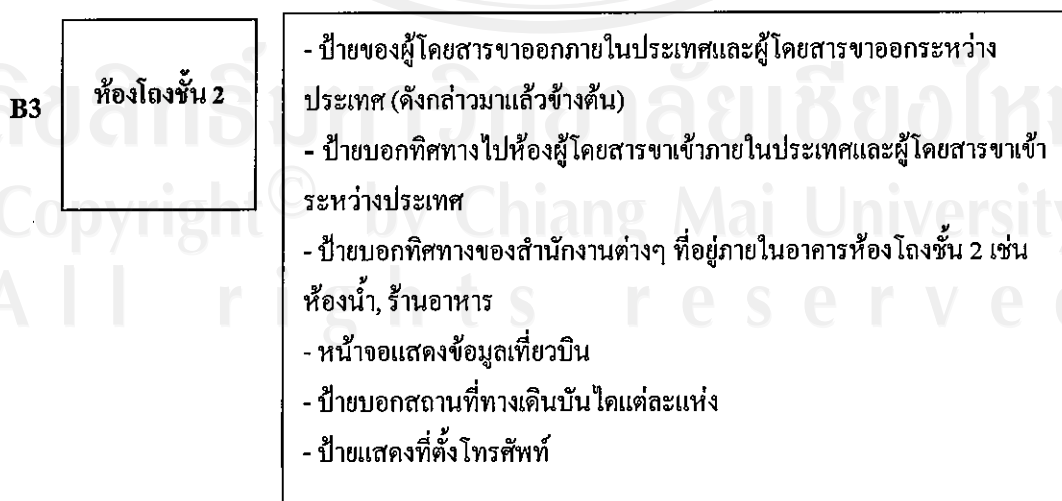 B3
ห้องโถงชั้น 2
- ป้ายของผู้โดยสารขาออกภายในประเทศและผู้โดยสารขาออกระหว่าง
ประเทศ (ดังกล่าวมาแล้วข้างต้น)
- ป้ายบอกทิศทางไปห้องผู้โดยสารขาเข้าภายในประเทศและผู้โดยสารขาเข้า
ระหว่างประเทศ
- ป้ายบอกทิศทางของสำนักงานต่างๆ ที่อยู่ภายในอาคารห้องโถงชั้น 2 เช่น
ห้องน้ำ, ร้านอาหาร
- หน้าจอแสดงข้อมูลเที่ยวบิน
- ป้ายบอกสถานที่ทางเดินบันไดแต่ละแห่ง
- ป้ายแสดงที่ตั้งโทรศัพท์
Copyright © by Chiang Mai University
All rights reserve